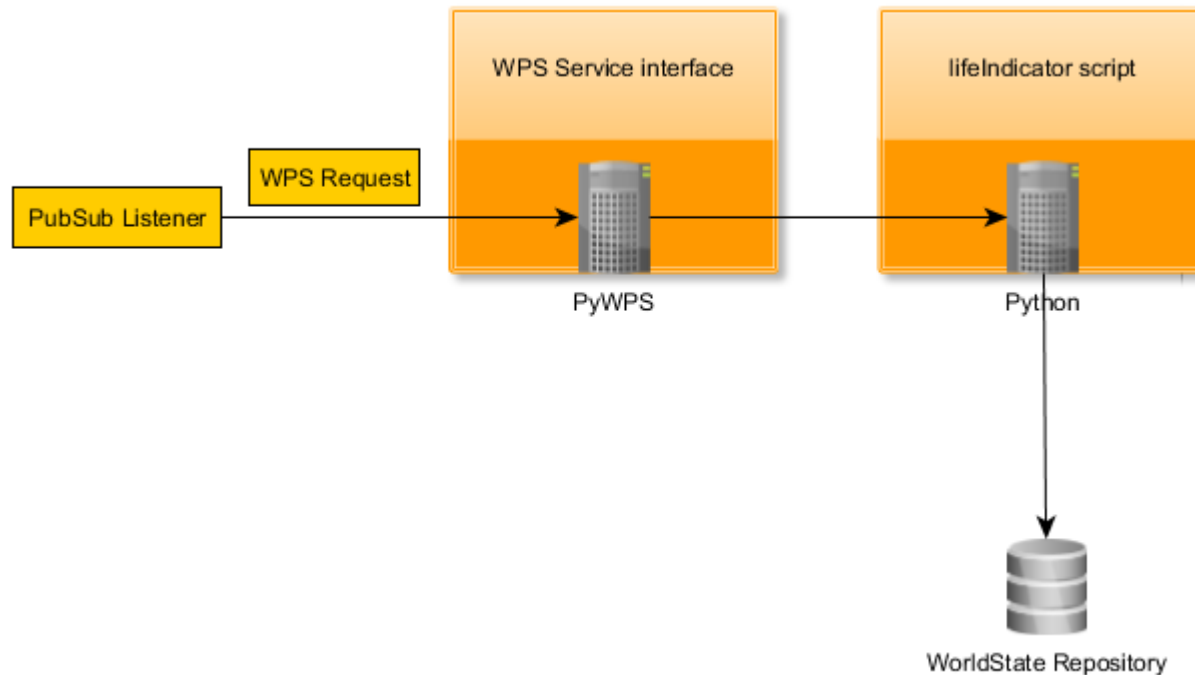 WPS Service interface
lifeIndicator script
WPS Request
PubSub Listener
PyWPS
Python
WorldState Repository